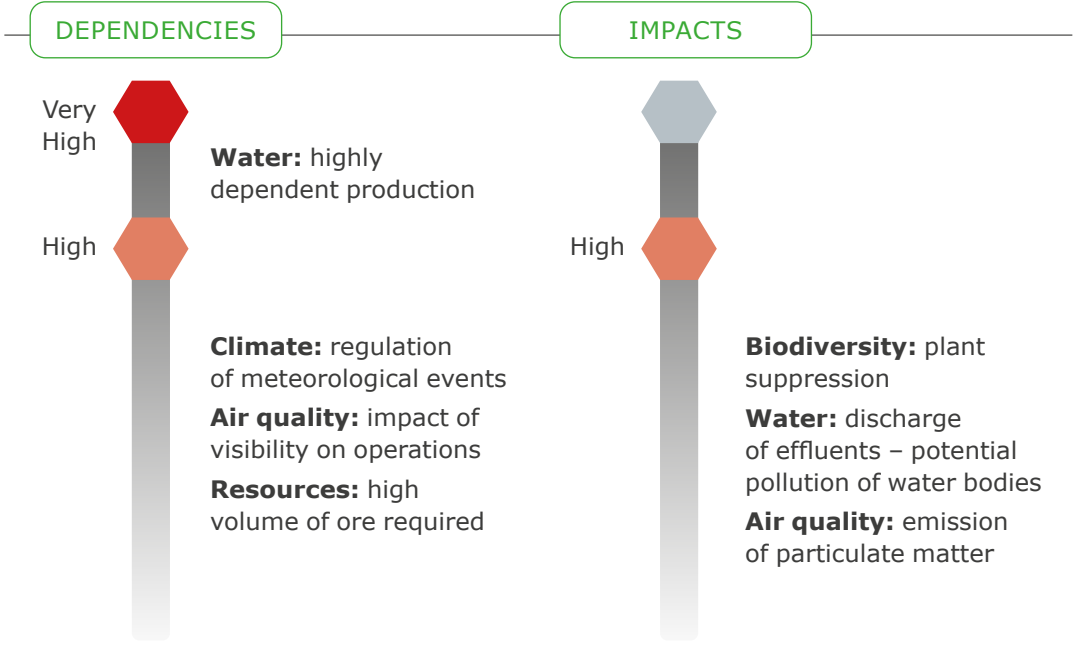 DEPENDENCIES
Very
High
Water: highly
dependent production
High
Climate: regulation
of meteorological events
Air quality: impact of
visibility on operations
Resources: high
volume of ore required
IMPACTS
High
Biodiversity: plant
suppression
Water: discharge
of effluents – potential
pollution of water bodies
Air quality: emission
of particulate matter